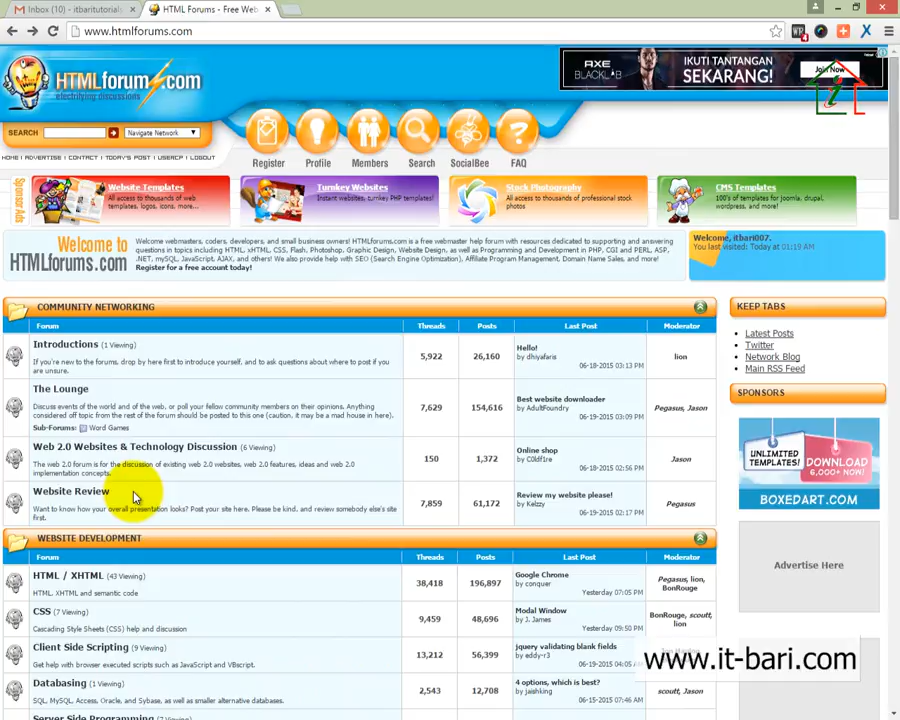 Inbox (10) - itbaritutorials
HTML Forums - Free Web
www.htmlforums.com
HTMLforum.com
electrifying discussions
AXE
BLACKLAB
IKUTI TANTANGAN
SEKARANG!
Join Now
SEARCH
Navigate Network
HOME | ADVERTISE | CONTACT | TODAY'S POST | USERCP | LOGOUT
Register
Profile
Members
Search
SocialBee
FAQ
Sponsor Ads
Website Templates
All access to thousands of web
templates, logos, icons, more...
Turnkey Websites
Instant websites, turnkey PHP templates!
Stock Photography
All access to thousands of professional stock
photos
CMS Templates
100's of templates for joomla, drupal,
wordpress, and more!
Welcome to
HTMLforums.com
Welcome webmasters, coders, developers, and small business owners! HTMLforums.com is a free webmaster help forum with resources dedicated to supporting and answering
questions in topics including HTML, XHTML, CSS, Flash, Photoshop, Graphic Design, Website Design, as well as Programming and Development in PHP, CGI and PERL, ASP,
.NET, mySQL, JavaScript, AJAX, and others! We also provide help with SEO (Search Engine Optimization), Affiliate Program Management, Domain Name Sales, and more!
Register for a free account today!
Welcome, itbari007.
You last visited: Today at 01:19 AM
COMMUNITY NETWORKING
Forum Threads Posts Last Post Moderator
Introductions (1 Viewing)
If you're new to the forums, drop by here first to introduce yourself, and to ask questions about where to post if you
are unsure.
5,922 26,160
Hello!
by dhiyafaris
06-18-2015 03:13 PM
lion
The Lounge
Discuss events of the world and of the web, or poll your fellow community members on their opinions. Anything
considered off topic from the rest of the forum should be posted to this one (caution, it may be a mad house in here).
Sub-Forums: Word Games
7,629 154,616
Best website downloader
by AdultFoundry
06-19-2015 03:09 PM
Pegasus, Jason
Web 2.0 Websites & Technology Discussion (6 Viewing)
The web 2.0 forum is for the discussion of existing web 2.0 websites, web 2.0 features, ideas and web 2.0
implementation concepts.
150 1,372
Online shop
by C0ldf1re
06-18-2015 02:56 PM
Jason
Website Review
Want to know how your overall presentation looks? Post your site here. Please be kind, and review somebody else's site
first.
7,859 61,172
Review my website please!
by Kelzzy
06-19-2015 02:17 PM
Pegasus
WEBSITE DEVELOPMENT
Forum Threads Posts Last Post Moderator
HTML / XHTML (43 Viewing)
HTML, XHTML and semantic code
38,418 196,897
Google Chrome
by conquer
Yesterday 07:05 PM
Pegasus, lion,
BonRouge
CSS (7 Viewing)
Cascading Style Sheets (CSS) help and discussion
9,459 48,696
Modal Window
by J. James
Yesterday 09:50 PM
BonRouge, scoutt,
lion
Client Side Scripting (9 Viewing)
Get help with browser executed scripts such as JavaScript and VBscript.
13,212 56,399
jquery validating blank fields
by eddy-r3
06-19-2015 04:05
Databasing (1 Viewing)
SQL, MySQL, Access, Oracle, and Sybase, as well as smaller alternative databases.
2,543 12,708
4 options, which is best?
by jaishking
06-15-2015 07:46 AM
scoutt, Jason
Server Side Programming
KEEP TABS
Latest Posts
Twitter
Network Blog
Main RSS Feed
SPONSORS
UNLIMITED
TEMPLATES!
DOWNLOAD
6,000+ NOW!
BOXEDART.COM
Advertise Here
www.it-bari.com